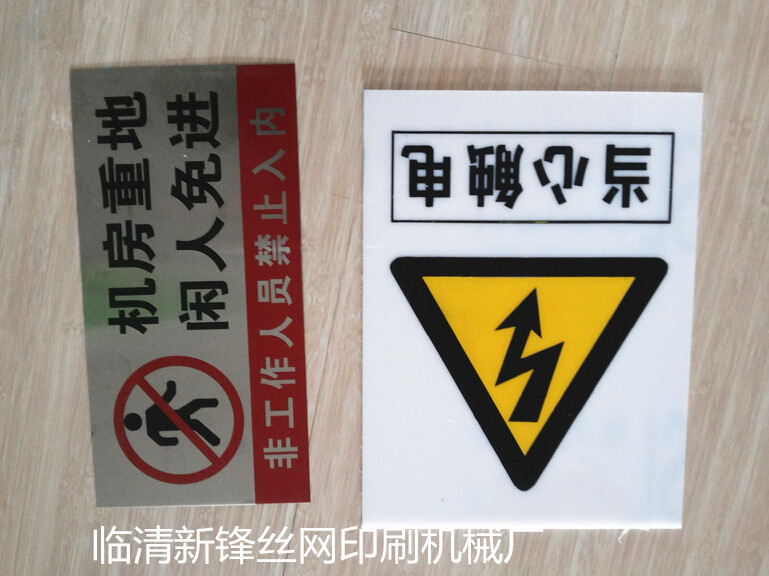 机房重地
闲人免进
非工作人员禁止入内
当心触电
临清新锋丝网印刷机械厂